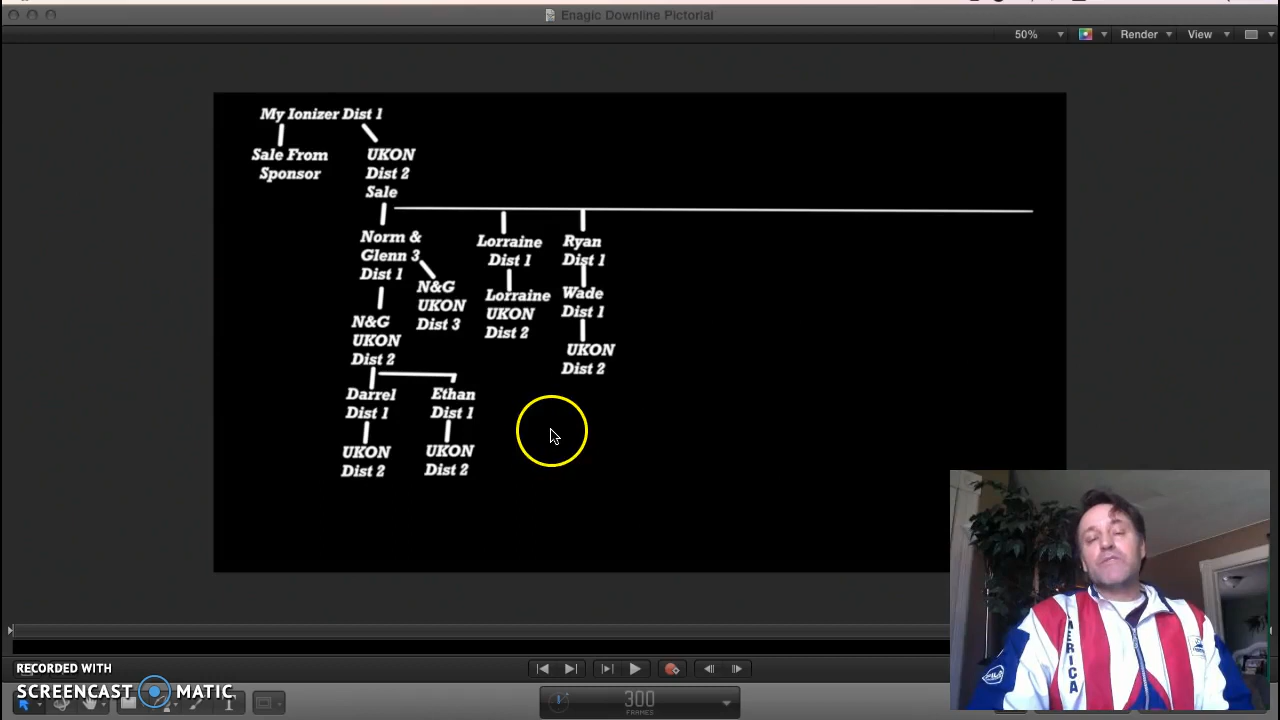 Enagic Downline Pictorial
50%
Render
View
My Ionizer Dist 1
Sale From
Sponsor
UKON
Dist 2
Sale
Norm &
Glenn 3
Dist 1
N&G
UKON
Dist 3
Lorraine
Dist 1
Lorraine
UKON
Dist 2
Ryan
Dist 1
Wade
Dist 1
UKON
Dist 2
N&G
UKON
Dist 2
Darrel
Dist 1
UKON
Dist 2
Ethan
Dist 1
UKON
Dist 2
RECORDED WITH
SCREENCAST MATIC
300
FRAMES
T